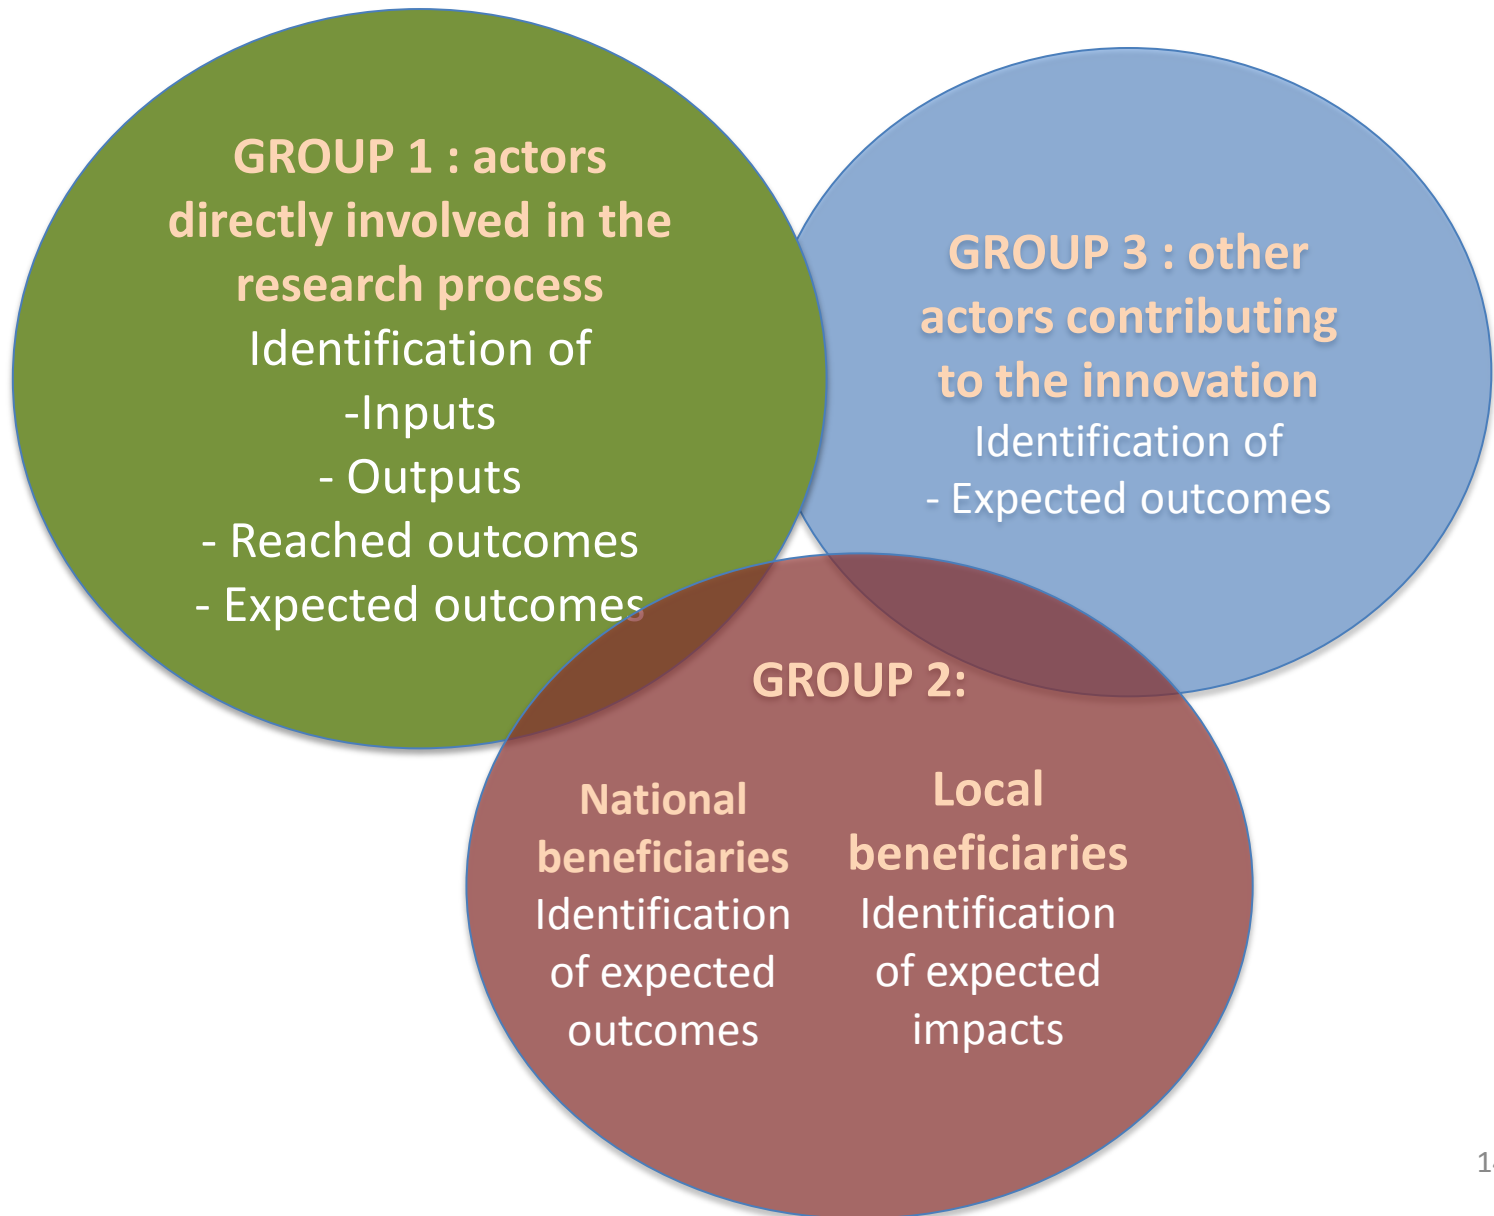 GROUP 1 : actors
directly involved in the
research process
Identification of
-Inputs
- Outputs
- Reached outcomes
- Expected outcomes
GROUP 3 : other
actors contributing
to the innovation
Identification of
- Expected outcomes
GROUP 2:
National
beneficiaries
Identification
of expected
outcomes
Local
beneficiaries
Identification
of expected
impacts